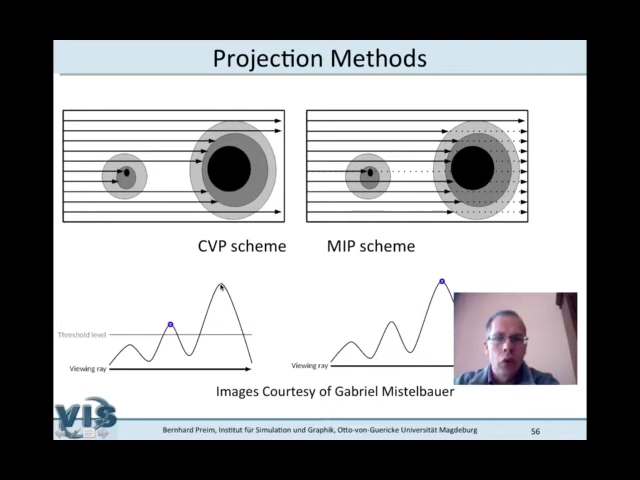 Projection Methods
CVP scheme
MIP scheme
Threshold level
Viewing ray
Viewing ray
Images Courtesy of Gabriel Mistelbauer
VIS
Bernhard Preim, Institut für Simulation und Graphik, Otto-von-Guericke Universität Magdeburg
56